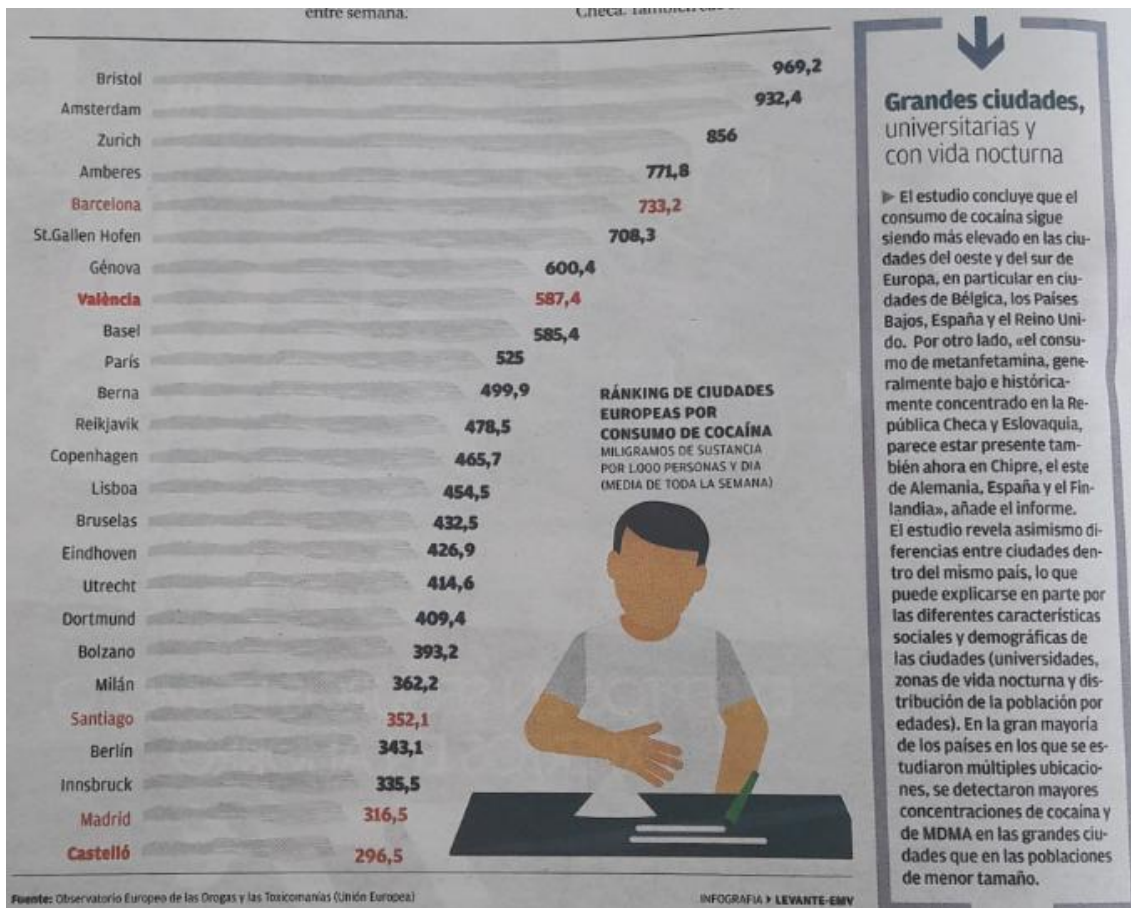 entre semana.
Checa. También
Bristol 969,2
Amsterdam 932,4
Zurich 856
Amberes 771,8
Barcelona 733,2
St.Gallen Hofen 708,3
Génova 600,4
València 587,4
Basel 585,4
París 525
Berna 499,9
Reikjavik 478,5
Copenhagen 465,7
Lisboa 454,5
Bruselas 432,5
Eindhoven 426,9
Utrecht 414,6
Dortmund 409,4
Bolzano 393,2
Milán 362,2
Santiago 352,1
Berlín 343,1
Innsbruck 335,5
Madrid 316,5
Castelló 296,5
RÁNKING DE CIUDADES
EUROPEAS POR
CONSUMO DE COCAÍNA
MILIGRAMOS DE SUSTANCIA
POR 1.000 PERSONAS Y DIA
(MEDIA DE TODA LA SEMANA)
Fuente: Observatorio Europeo de las Drogas y las Toxicomanías (Unión Europea)
INFOGRAFIA ▶ LEVANTE-EMV
Grandes ciudades,
universitarias y
con vida nocturna
▶ El estudio concluye que el
consumo de cocaína sigue
siendo más elevado en las ciu-
dades del oeste y del sur de
Europa, en particular en ciu-
dades de Bélgica, los Países
Bajos, España y el Reino Uni-
do. Por otro lado, «el consu-
mo de metanfetamina, gene-
ralmente bajo e histórica-
mente concentrado en la Re-
pública Checa y Eslovaquia,
parece estar presente tam-
bién ahora en Chipre, el este
de Alemania, España y el Fin-
landia», añade el informe.
El estudio revela asimismo di-
ferencias entre ciudades den-
tro del mismo país, lo que
puede explicarse en parte por
las diferentes características
sociales y demográficas de
las ciudades (universidades,
zonas de vida nocturna y dis-
tribución de la población por
edades). En la gran mayoría
de los países en los que se es-
tudiaron múltiples ubicacio-
nes, se detectaron mayores
concentraciones de cocaína y
de MDMA en las grandes ciu-
dades que en las poblaciones
de menor tamaño.